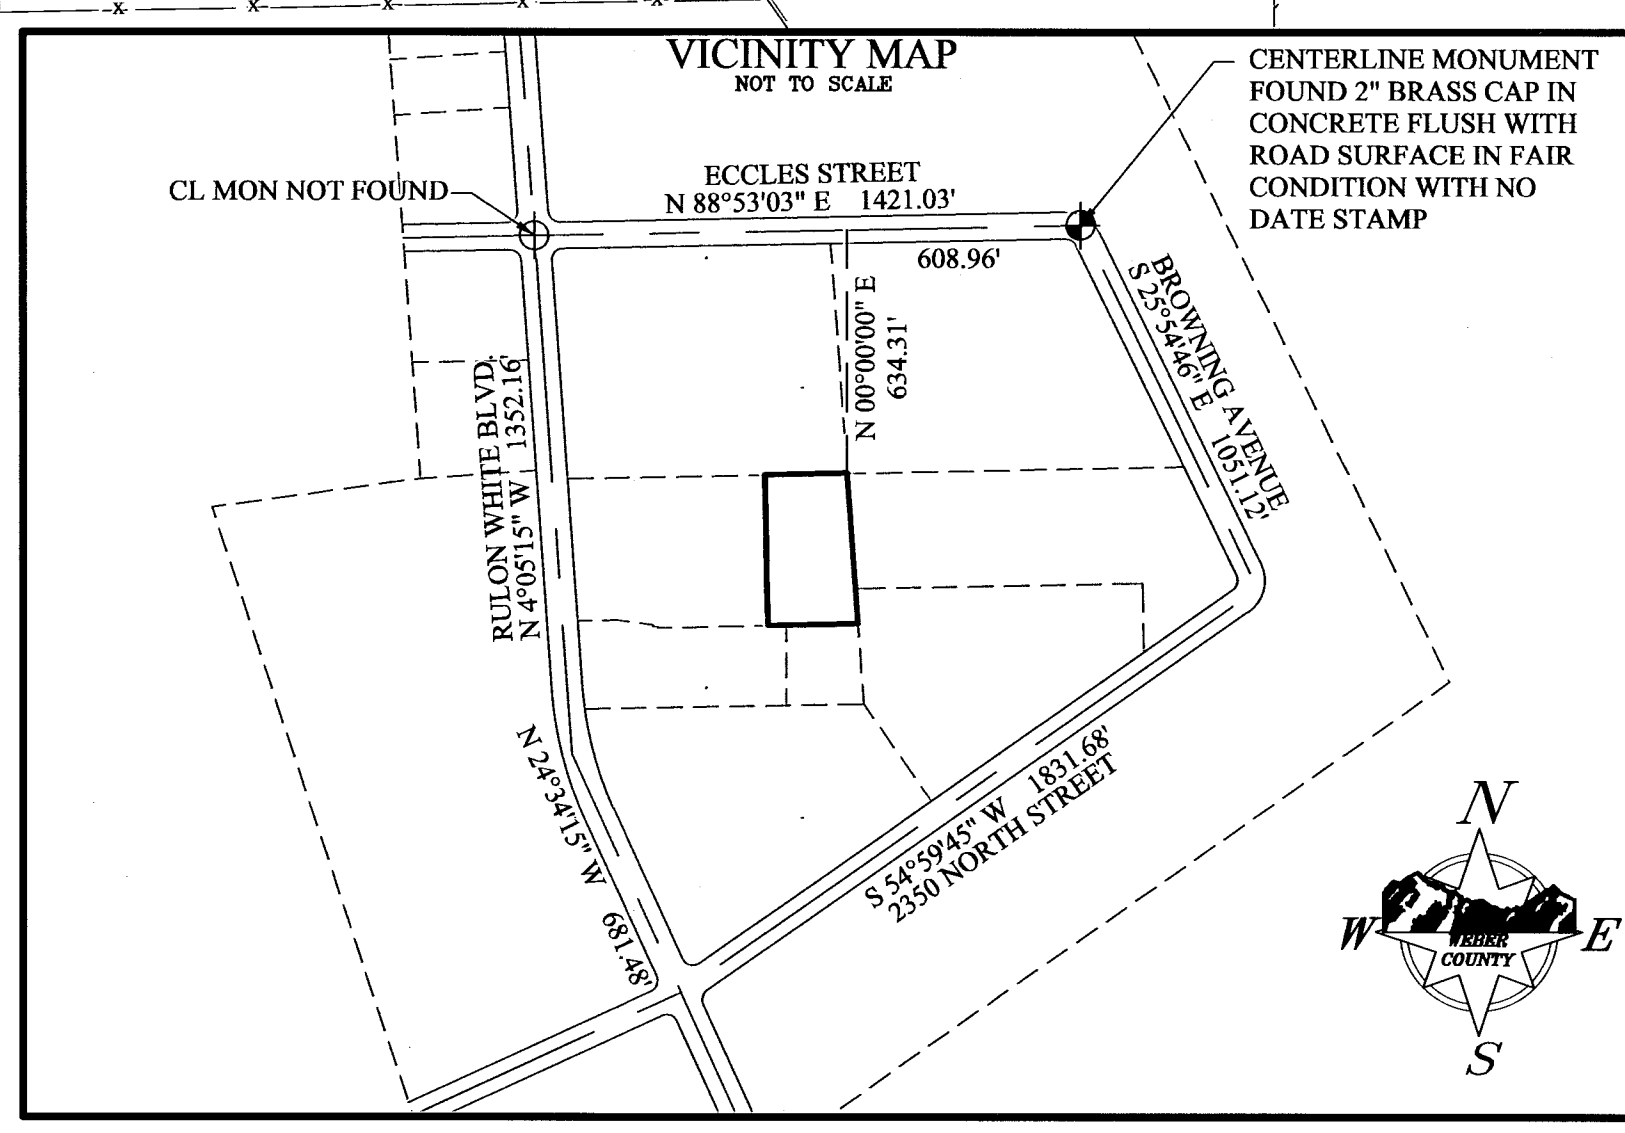 VICINITY MAP
NOT TO SCALE
CENTERLINE MONUMENT
FOUND 2" BRASS CAP IN
CONCRETE FLUSH WITH
ROAD SURFACE IN FAIR
CONDITION WITH NO
DATE STAMP
CL MON NOT FOUND
ECCLES STREET
N 88°53'03" E 1421.03'
608.96'
N 00°00'00" E
634.31'
BROWNING AVENUE
S 25°54'46" E 1051.12'
RULON WHITE BLVD.
N 4°05'15" W 1352.16'
N 24°34'15" W 681.48'
S 54°59'45" W 1831.68'
2350 NORTH STREET
N
W
E
WEBER
COUNTY
S
x x x x x